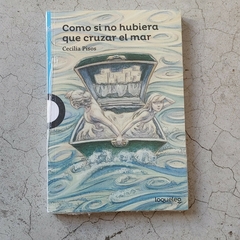 Como si no hubiera
que cruzar el mar
Cecilia Pisos
loqueleo